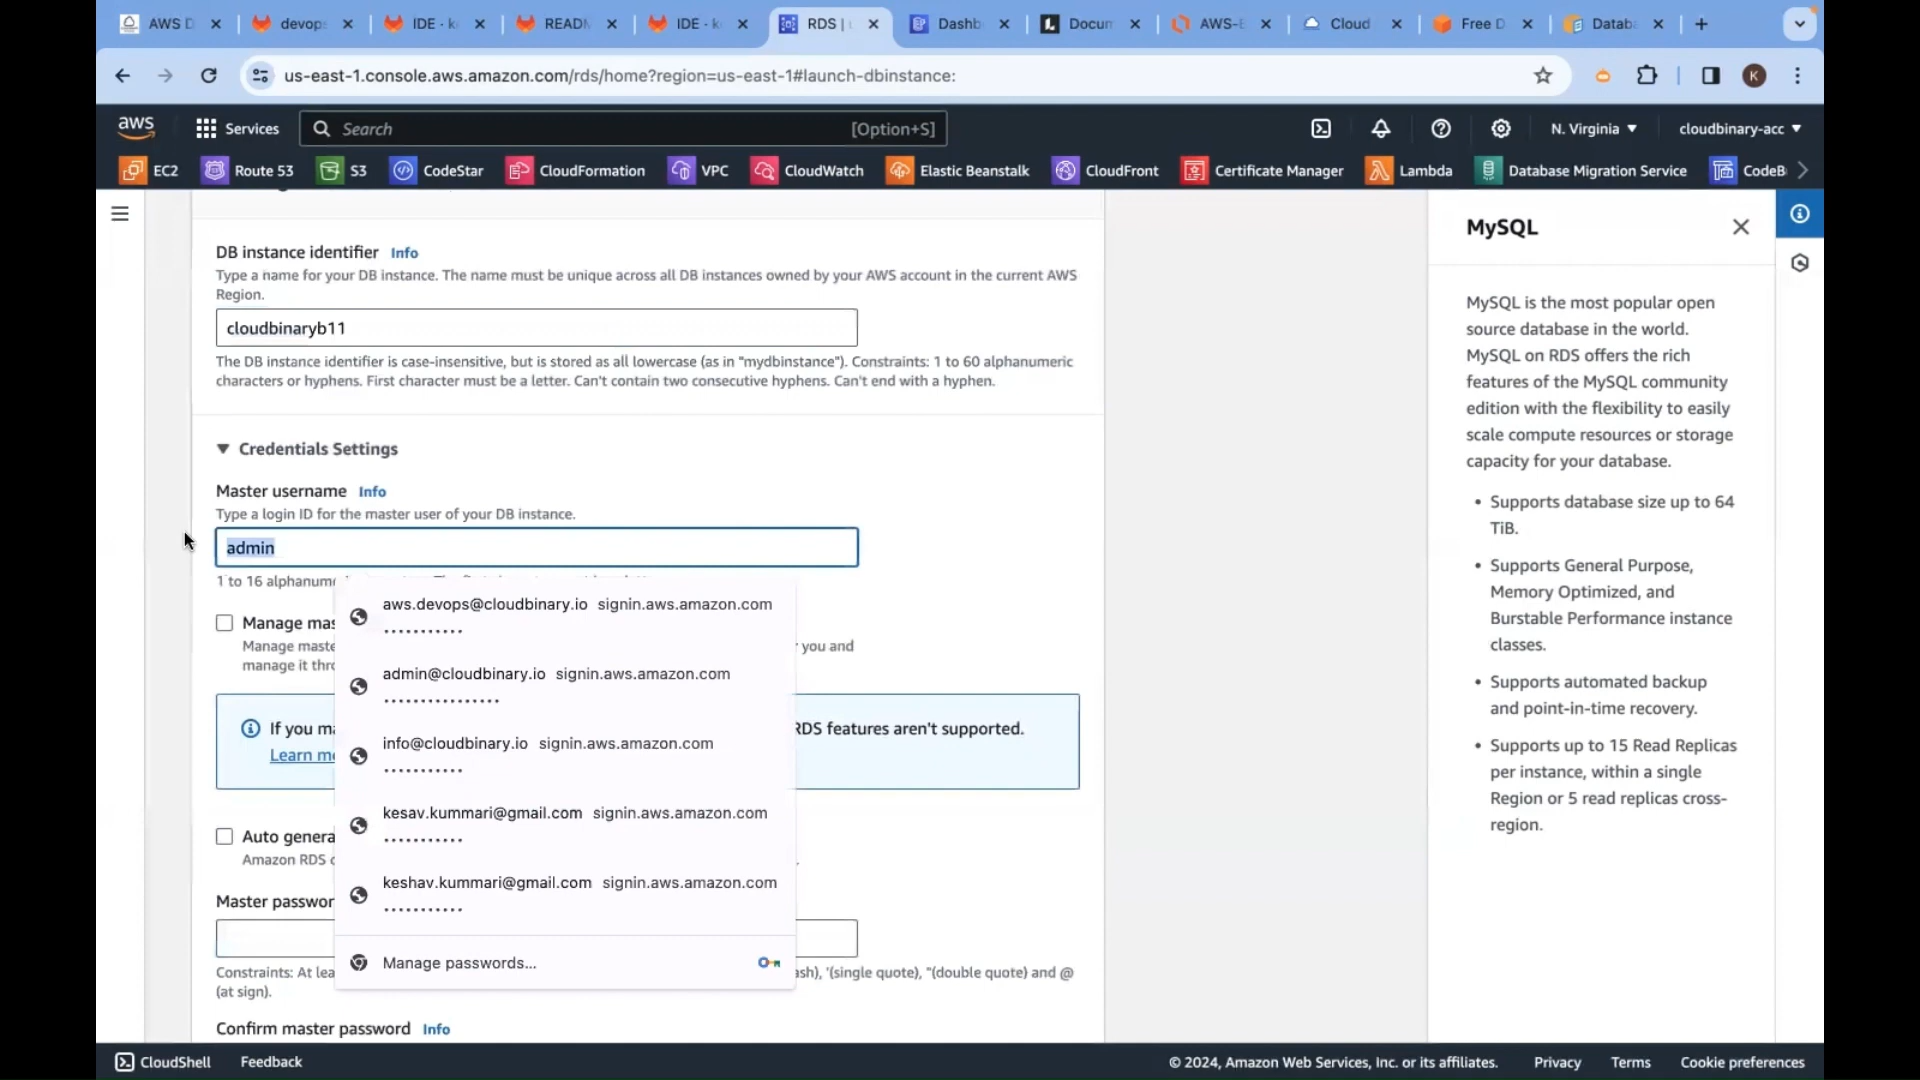 AWS D
devops
IDE - k
READM
IDE - k
RDS |
Dashb
Docum
AWS-E
Cloud
Free D
Datab
us-east-1.console.aws.amazon.com/rds/home?region=us-east-1#launch-dbinstance:
K
aws
Services
Search
[Option+S]
N. Virginia
cloudbinary-acc
EC2
Route 53
S3
CodeStar
CloudFormation
VPC
CloudWatch
Elastic Beanstalk
CloudFront
Certificate Manager
Lambda
Database Migration Service
CodeB
DB instance identifier Info
Type a name for your DB instance. The name must be unique across all DB instances owned by your AWS account in the current AWS
Region.
cloudbinaryb11
The DB instance identifier is case-insensitive, but is stored as all lowercase (as in "mydbinstance"). Constraints: 1 to 60 alphanumeric
characters or hyphens. First character must be a letter. Can't contain two consecutive hyphens. Can't end with a hyphen.
Credentials Settings
Master username Info
Type a login ID for the master user of your DB instance.
admin
1 to 16 alphanume
aws.devops@cloudbinary.io signin.aws.amazon.com
•••••••••••
Manage mas
Manage maste you and
manage it thro
admin@cloudbinary.io signin.aws.amazon.com
••••••••••••••••
If you ma RDS features aren't supported.
Learn mo
info@cloudbinary.io signin.aws.amazon.com
•••••••••••
kesav.kummari@gmail.com signin.aws.amazon.com
•••••••••••
Auto genera
Amazon RDS c
keshav.kummari@gmail.com signin.aws.amazon.com
•••••••••••
Master passwor
Manage passwords...
Constraints: At lea ash), '(single quote), "(double quote) and @
(at sign).
Confirm master password Info
MySQL
MySQL is the most popular open
source database in the world.
MySQL on RDS offers the rich
features of the MySQL community
edition with the flexibility to easily
scale compute resources or storage
capacity for your database.
• Supports database size up to 64
TiB.
• Supports General Purpose,
Memory Optimized, and
Burstable Performance instance
classes.
• Supports automated backup
and point-in-time recovery.
• Supports up to 15 Read Replicas
per instance, within a single
Region or 5 read replicas cross-
region.
CloudShell
Feedback
© 2024, Amazon Web Services, Inc. or its affiliates.
Privacy
Terms
Cookie preferences